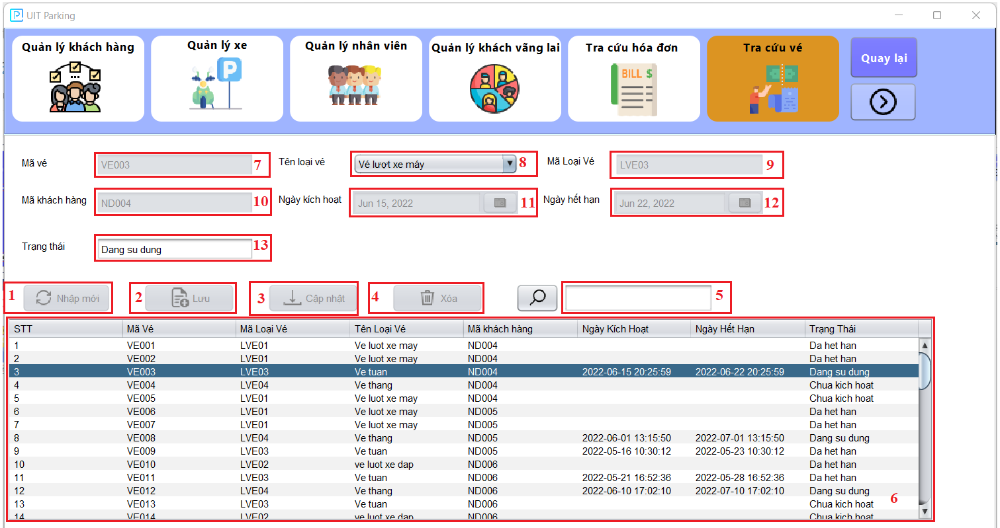 UIT Parking
Quản lý khách hàng Quản lý xe Quản lý nhân viên Quản lý khách vãng lai Tra cứu hóa đơn Tra cứu vé Quay lại
P BILL $
Mã vé VE003 7 Tên loại vé Vé lượt xe máy 8 Mã Loại Vé LVE03 9
Mã khách hàng ND004 10 Ngày kích hoạt Jun 15, 2022 11 Ngày hết hạn Jun 22, 2022 12
Trạng thái Dang su dung 13
1 Nhập mới 2 Lưu 3 Cập nhật 4 Xóa 5
STT Mã Vé Mã Loại Vé Tên Loại Vé Mã khách hàng Ngày Kích Hoạt Ngày Hết Hạn Trạng Thái
1 VE001 LVE01 Ve luot xe may ND004 Da het han
2 VE002 LVE01 Ve luot xe may ND004 Da het han
3 VE003 LVE03 Ve tuan ND004 2022-06-15 20:25:59 2022-06-22 20:25:59 Dang su dung
4 VE004 LVE04 Ve thang ND004 Chua kich hoat
5 VE005 LVE01 Ve luot xe may ND004 Chua kich hoat
6 VE006 LVE01 Ve luot xe may ND005 Da het han
7 VE007 LVE01 Ve luot xe may ND005 Da het han
8 VE008 LVE04 Ve thang ND005 2022-06-01 13:15:50 2022-07-01 13:15:50 Dang su dung
9 VE009 LVE03 Ve tuan ND005 2022-05-16 10:30:12 2022-05-23 10:30:12 Da het han
10 VE010 LVE02 ve luot xe dap ND006 Da het han
11 VE011 LVE03 Ve tuan ND006 2022-05-21 16:52:36 2022-05-28 16:52:36 Da het han
12 VE012 LVE04 Ve thang ND006 2022-06-10 17:02:10 2022-07-10 17:02:10 Dang su dung
13 VE013 LVE03 Ve tuan ND006 Chua kich hoat 6
14 VE014 LVE02 ve luot xe dap ND006 Chua kich hoat